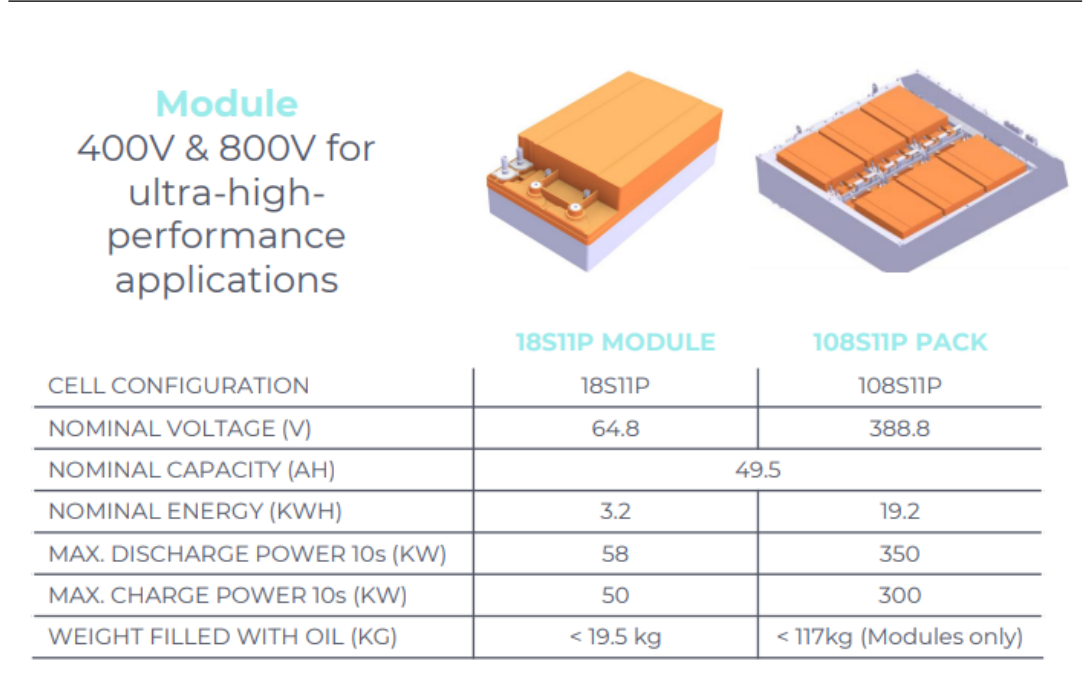 Module
400V & 800V for
ultra-high-
performance
applications
18S11P MODULE 108S11P PACK
CELL CONFIGURATION 18S11P 108S11P
NOMINAL VOLTAGE (V) 64.8 388.8
NOMINAL CAPACITY (AH) 49.5
NOMINAL ENERGY (KWH) 3.2 19.2
MAX. DISCHARGE POWER 10s (KW) 58 350
MAX. CHARGE POWER 10s (KW) 50 300
WEIGHT FILLED WITH OIL (KG) < 19.5 kg < 117kg (Modules only)